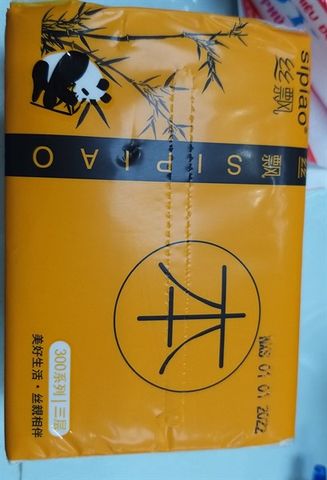 sipiao®
丝飘
丝飘 SIPIAO
本
300系列|三层
美好生活·丝親相伴
01 01 2022